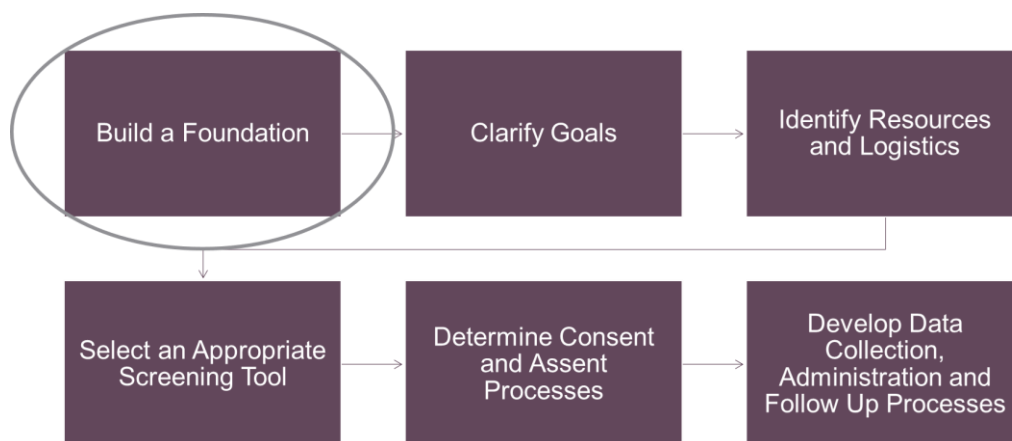 Build a Foundation
Clarify Goals
Identify Resources
and Logistics
Select an Appropriate
Screening Tool
Determine Consent
and Assent
Processes
Develop Data
Collection,
Administration and
Follow Up Processes